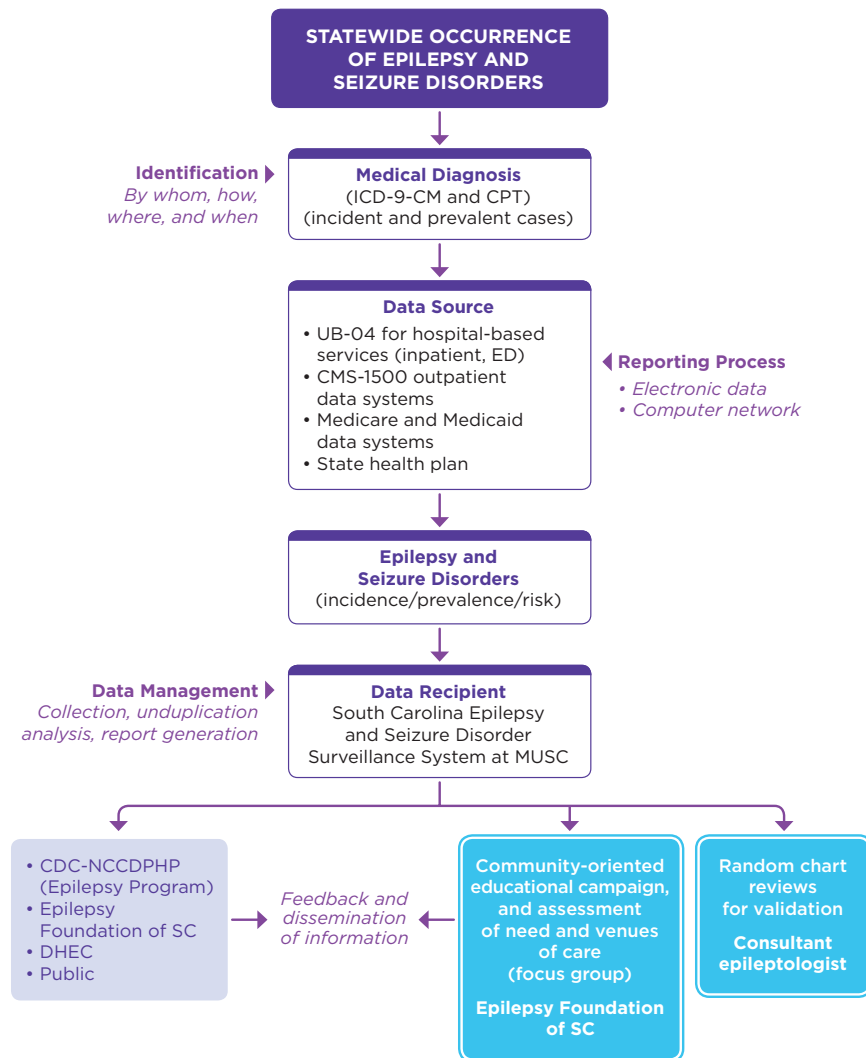 STATEWIDE OCCURRENCE
OF EPILEPSY AND
SEIZURE DISORDERS
Identification
By whom, how,
where, and when
Medical Diagnosis
(ICD-9-CM and CPT)
(incident and prevalent cases)
Data Source
• UB-04 for hospital-based
services (inpatient, ED)
• CMS-1500 outpatient
data systems
• Medicare and Medicaid
data systems
• State health plan
Reporting Process
• Electronic data
• Computer network
Epilepsy and
Seizure Disorders
(incidence/prevalence/risk)
Data Management
Collection, unduplication
analysis, report generation
Data Recipient
South Carolina Epilepsy
and Seizure Disorder
Surveillance System at MUSC
• CDC-NCCDPHP
(Epilepsy Program)
• Epilepsy
Foundation of SC
• DHEC
• Public
Feedback and
dissemination
of information
Community-oriented
educational campaign,
and assessment
of need and venues
of care
(focus group)
Epilepsy Foundation
of SC
Random chart
reviews
for validation
Consultant
epileptologist